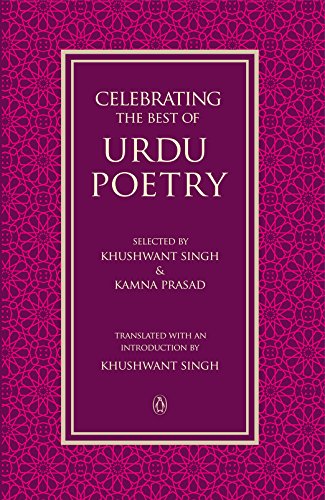 CELEBRATING
THE BEST OF
URDU
POETRY
SELECTED BY
KHUSHWANT SINGH
&
KAMNA PRASAD
TRANSLATED WITH AN
INTRODUCTION BY
KHUSHWANT SINGH